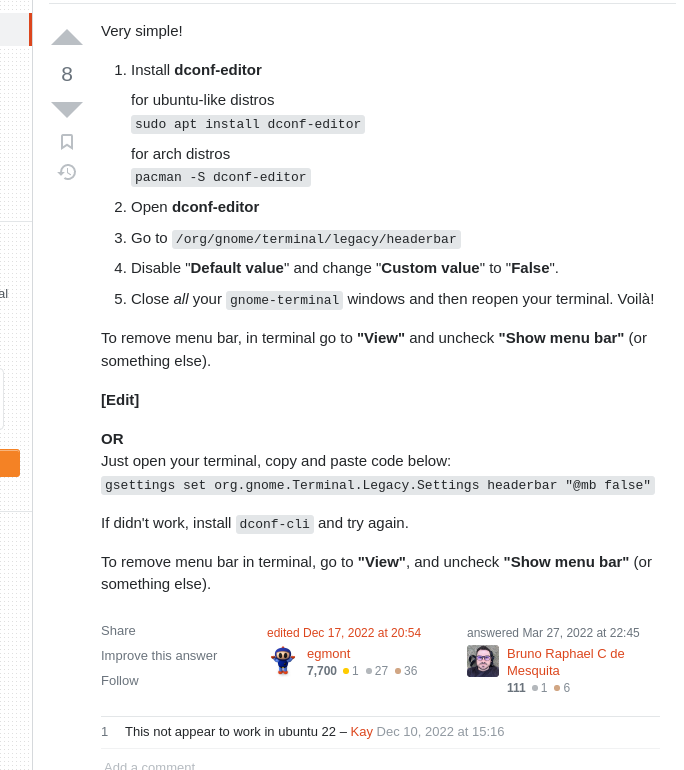 Very simple!
8
1. Install dconf-editor
for ubuntu-like distros
sudo apt install dconf-editor
for arch distros
pacman -S dconf-editor
2. Open dconf-editor
3. Go to /org/gnome/terminal/legacy/headerbar
al
4. Disable "Default value" and change "Custom value" to "False".
5. Close all your gnome-terminal windows and then reopen your terminal. Voilà!
To remove menu bar, in terminal go to "View" and uncheck "Show menu bar" (or
something else).
[Edit]
OR
Just open your terminal, copy and paste code below:
gsettings set org.gnome.Terminal.Legacy.Settings headerbar "@mb false"
If didn't work, install dconf-cli and try again.
To remove menu bar in terminal, go to "View", and uncheck "Show menu bar" (or
something else).
Share
Improve this answer
Follow
edited Dec 17, 2022 at 20:54
egmont
7,700 1 27 36
answered Mar 27, 2022 at 22:45
Bruno Raphael C de
Mesquita
111 1 6
1 This not appear to work in ubuntu 22 – Kay Dec 10, 2022 at 15:16
Add a comment